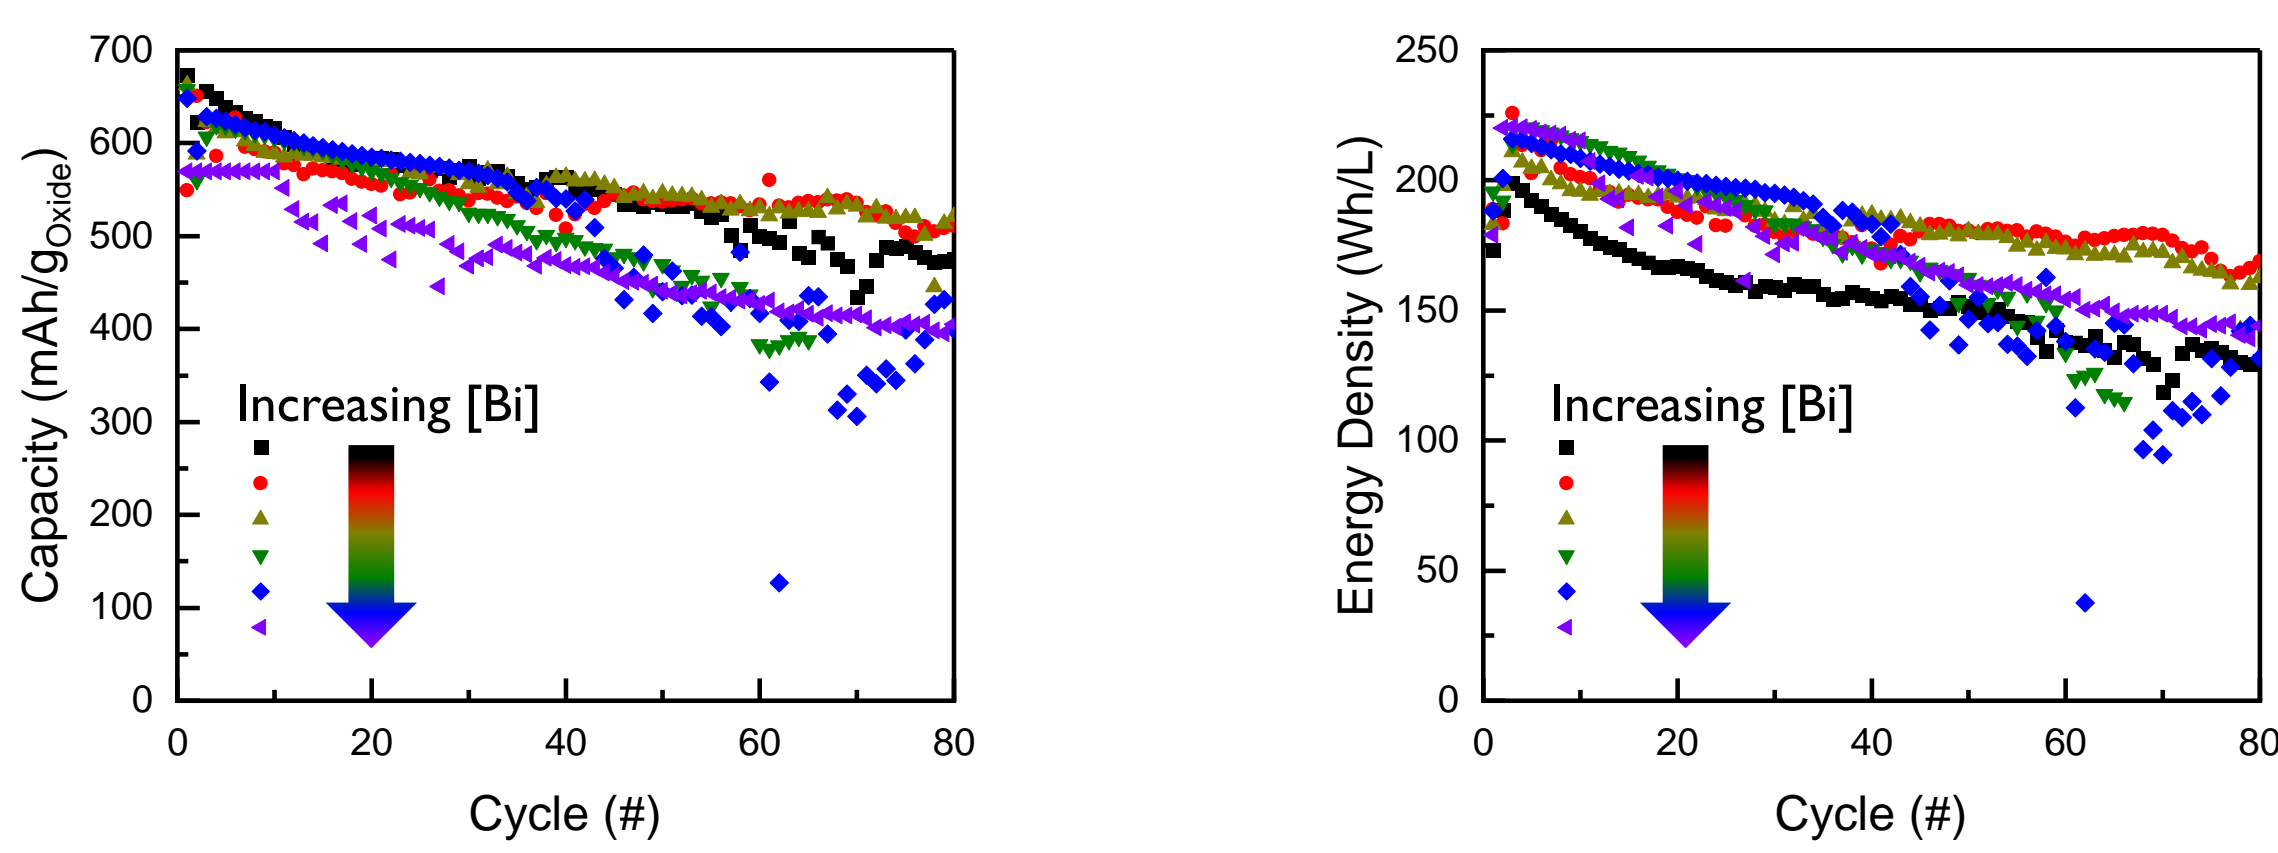 700
600
500
400
300
200
100
0
0 20 40 60 80
Capacity (mAh/gOxide)
Cycle (#)
Increasing [Bi]
250
200
150
100
50
0
0 20 40 60 80
Energy Density (Wh/L)
Cycle (#)
Increasing [Bi]